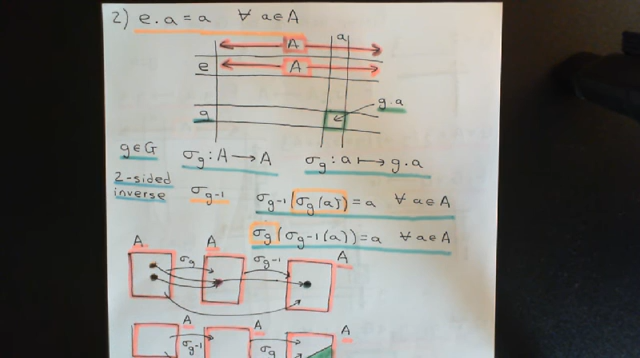 2) e.a = a ∀ a∈A
a
A
e A
g g.a
g∈G σg : A → A σg : a ↦ g.a
2-sided
inverse σg-1 σg-1(σg(a)) = a ∀ a∈A
σg(σg-1(a)) = a ∀ a∈A
A σg A σg-1 A
A σg-1 A σg A